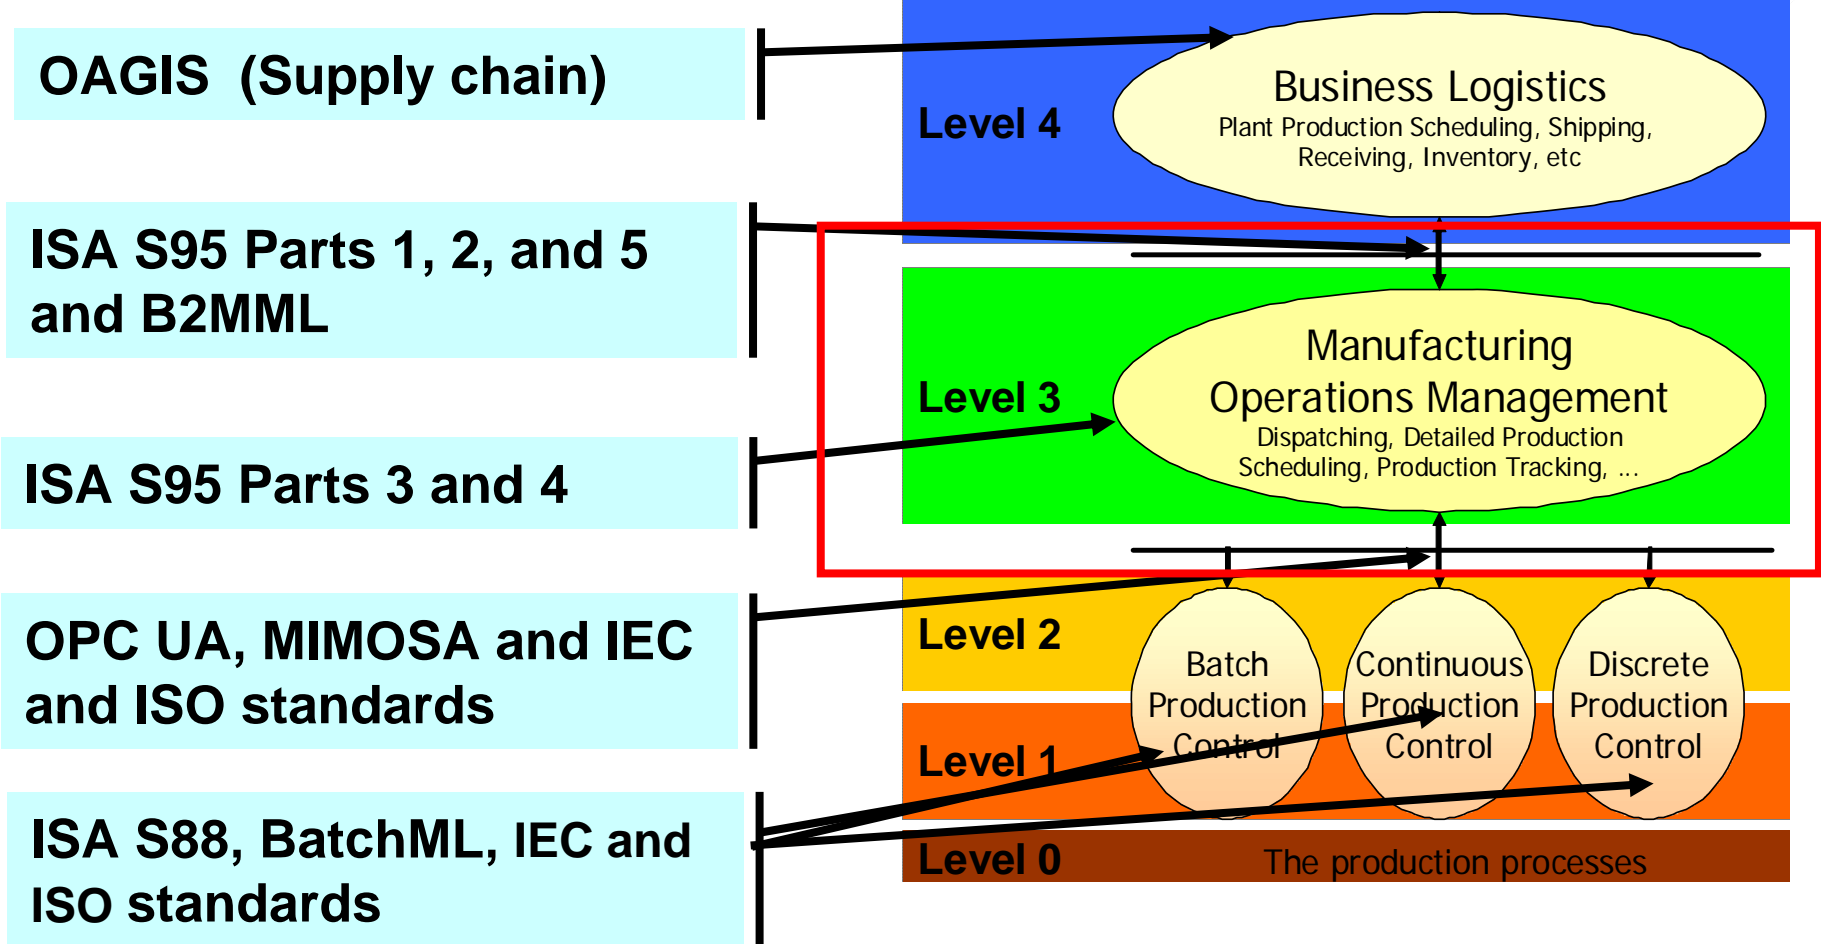 OAGIS (Supply chain)
ISA S95 Parts 1, 2, and 5
and B2MML
ISA S95 Parts 3 and 4
OPC UA, MIMOSA and IEC
and ISO standards
ISA S88, BatchML, IEC and
ISO standards
Level 4
Business Logistics
Plant Production Scheduling, Shipping,
Receiving, Inventory, etc
Level 3
Manufacturing
Operations Management
Dispatching, Detailed Production
Scheduling, Production Tracking, ...
Level 2
Level 1
Batch
Production
Control
Continuous
Production
Control
Discrete
Production
Control
Level 0
The production processes